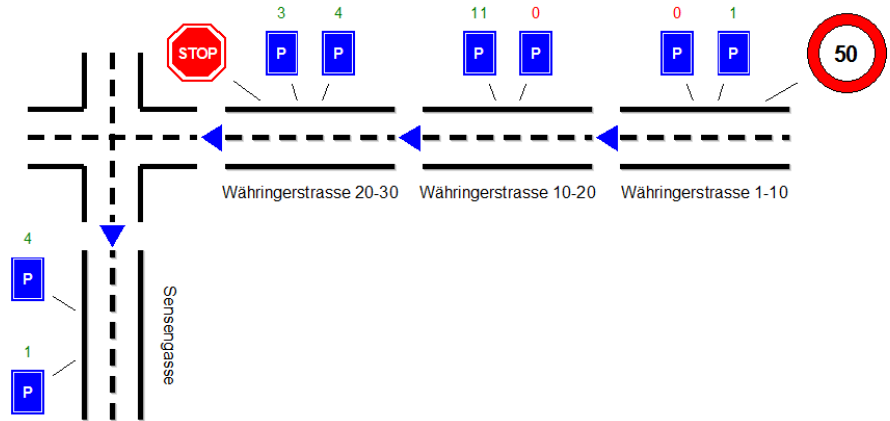 3 4 11 0 0 1
STOP P P P P P P 50
Währingerstrasse 20-30 Währingerstrasse 10-20 Währingerstrasse 1-10
4
P
Sensengasse
1
P